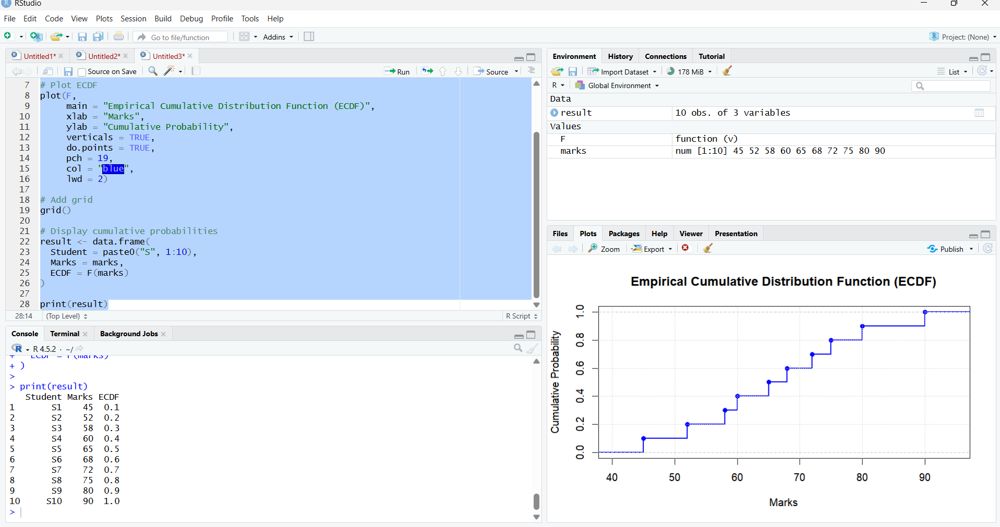 RStudio
File Edit Code View Plots Session Build Debug Profile Tools Help
Go to file/function Addins Project: (None)
Untitled1* Untitled2* Untitled3*
Source on Save Run Source
7 # Plot ECDF
8 plot(F,
9 main = "Empirical Cumulative Distribution Function (ECDF)",
10 xlab = "Marks",
11 ylab = "Cumulative Probability",
12 verticals = TRUE,
13 do.points = TRUE,
14 pch = 19,
15 col = "blue",
16 lwd = 2)
17
18 # Add grid
19 grid()
20
21 # Display cumulative probabilities
22 result <- data.frame(
23 Student = paste0("S", 1:10),
24 Marks = marks,
25 ECDF = F(marks)
26 )
27
28 print(result)
28:14 (Top Level) R Script
Console Terminal Background Jobs
R 4.5.2 · ~/
+ ECDF = F(marks)
+ )
>
> print(result)
Student Marks ECDF
1 S1 45 0.1
2 S2 52 0.2
3 S3 58 0.3
4 S4 60 0.4
5 S5 65 0.5
6 S6 68 0.6
7 S7 72 0.7
8 S8 75 0.8
9 S9 80 0.9
10 S10 90 1.0
>
Environment History Connections Tutorial
Import Dataset 178 MiB List
R Global Environment
Data
result 10 obs. of 3 variables
Values
F function (v)
marks num [1:10] 45 52 58 60 65 68 72 75 80 90
Files Plots Packages Help Viewer Presentation
Zoom Export Publish
Empirical Cumulative Distribution Function (ECDF)
Cumulative Probability
1.0
0.8
0.6
0.4
0.2
0.0
40 50 60 70 80 90
Marks